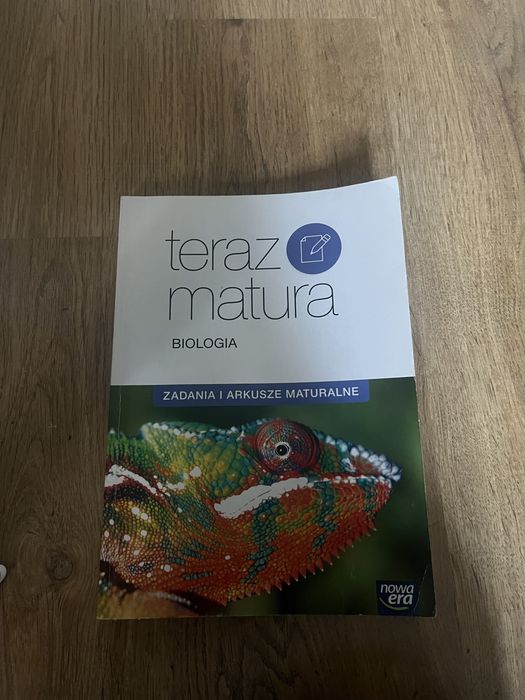 teraz
matura
BIOLOGIA
ZADANIA I ARKUSZE MATURALNE
nowa
era